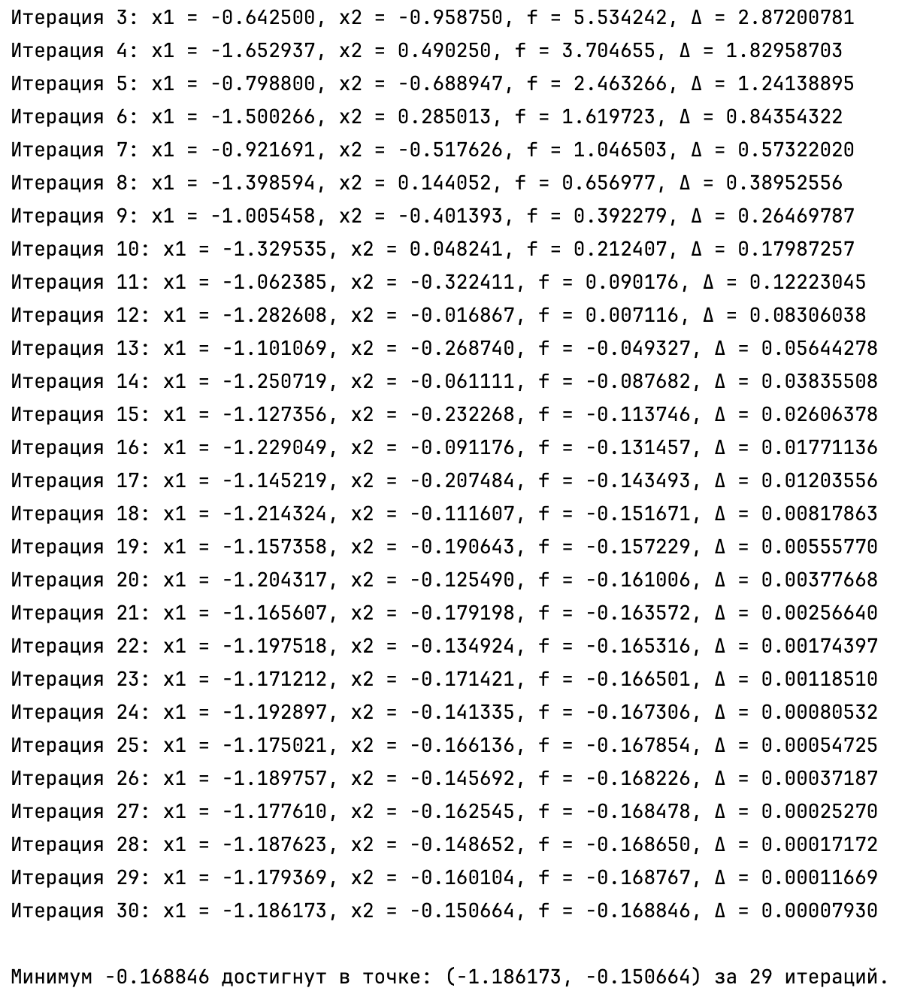 Итерация 3: x1 = -0.642500, x2 = -0.958750, f = 5.534242, Δ = 2.87200781
Итерация 4: x1 = -1.652937, x2 = 0.490250, f = 3.704655, Δ = 1.82958703
Итерация 5: x1 = -0.798800, x2 = -0.688947, f = 2.463266, Δ = 1.24138895
Итерация 6: x1 = -1.500266, x2 = 0.285013, f = 1.619723, Δ = 0.84354322
Итерация 7: x1 = -0.921691, x2 = -0.517626, f = 1.046503, Δ = 0.57322020
Итерация 8: x1 = -1.398594, x2 = 0.144052, f = 0.656977, Δ = 0.38952556
Итерация 9: x1 = -1.005458, x2 = -0.401393, f = 0.392279, Δ = 0.26469787
Итерация 10: x1 = -1.329535, x2 = 0.048241, f = 0.212407, Δ = 0.17987257
Итерация 11: x1 = -1.062385, x2 = -0.322411, f = 0.090176, Δ = 0.12223045
Итерация 12: x1 = -1.282608, x2 = -0.016867, f = 0.007116, Δ = 0.08306038
Итерация 13: x1 = -1.101069, x2 = -0.268740, f = -0.049327, Δ = 0.05644278
Итерация 14: x1 = -1.250719, x2 = -0.061111, f = -0.087682, Δ = 0.03835508
Итерация 15: x1 = -1.127356, x2 = -0.232268, f = -0.113746, Δ = 0.02606378
Итерация 16: x1 = -1.229049, x2 = -0.091176, f = -0.131457, Δ = 0.01771136
Итерация 17: x1 = -1.145219, x2 = -0.207484, f = -0.143493, Δ = 0.01203556
Итерация 18: x1 = -1.214324, x2 = -0.111607, f = -0.151671, Δ = 0.00817863
Итерация 19: x1 = -1.157358, x2 = -0.190643, f = -0.157229, Δ = 0.00555770
Итерация 20: x1 = -1.204317, x2 = -0.125490, f = -0.161006, Δ = 0.00377668
Итерация 21: x1 = -1.165607, x2 = -0.179198, f = -0.163572, Δ = 0.00256640
Итерация 22: x1 = -1.197518, x2 = -0.134924, f = -0.165316, Δ = 0.00174397
Итерация 23: x1 = -1.171212, x2 = -0.171421, f = -0.166501, Δ = 0.00118510
Итерация 24: x1 = -1.192897, x2 = -0.141335, f = -0.167306, Δ = 0.00080532
Итерация 25: x1 = -1.175021, x2 = -0.166136, f = -0.167854, Δ = 0.00054725
Итерация 26: x1 = -1.189757, x2 = -0.145692, f = -0.168226, Δ = 0.00037187
Итерация 27: x1 = -1.177610, x2 = -0.162545, f = -0.168478, Δ = 0.00025270
Итерация 28: x1 = -1.187623, x2 = -0.148652, f = -0.168650, Δ = 0.00017172
Итерация 29: x1 = -1.179369, x2 = -0.160104, f = -0.168767, Δ = 0.00011669
Итерация 30: x1 = -1.186173, x2 = -0.150664, f = -0.168846, Δ = 0.00007930
Минимум -0.168846 достигнут в точке: (-1.186173, -0.150664) за 29 итераций.